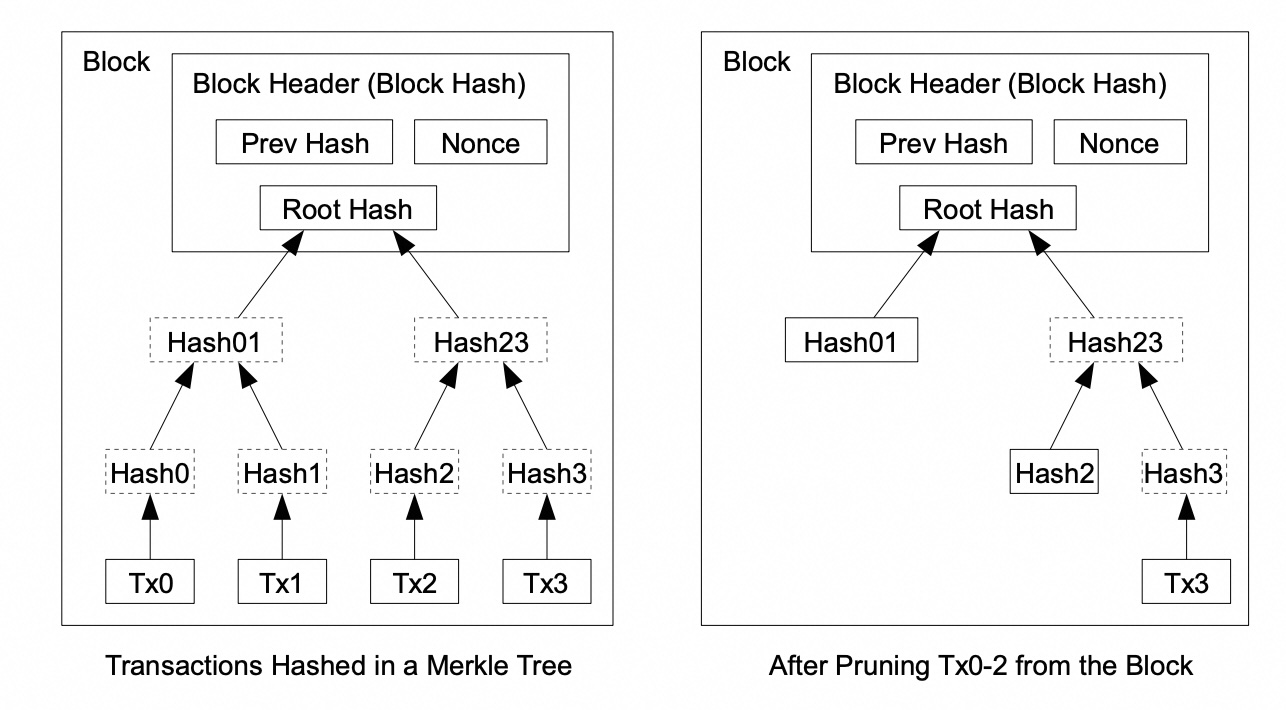 Block
Block Header (Block Hash)
Prev Hash
Nonce
Root Hash
Hash01
Hash23
Hash0
Hash1
Hash2
Hash3
Tx0
Tx1
Tx2
Tx3
Transactions Hashed in a Merkle Tree
Block
Block Header (Block Hash)
Prev Hash
Nonce
Root Hash
Hash01
Hash23
Hash2
Hash3
Tx3
After Pruning Tx0-2 from the Block